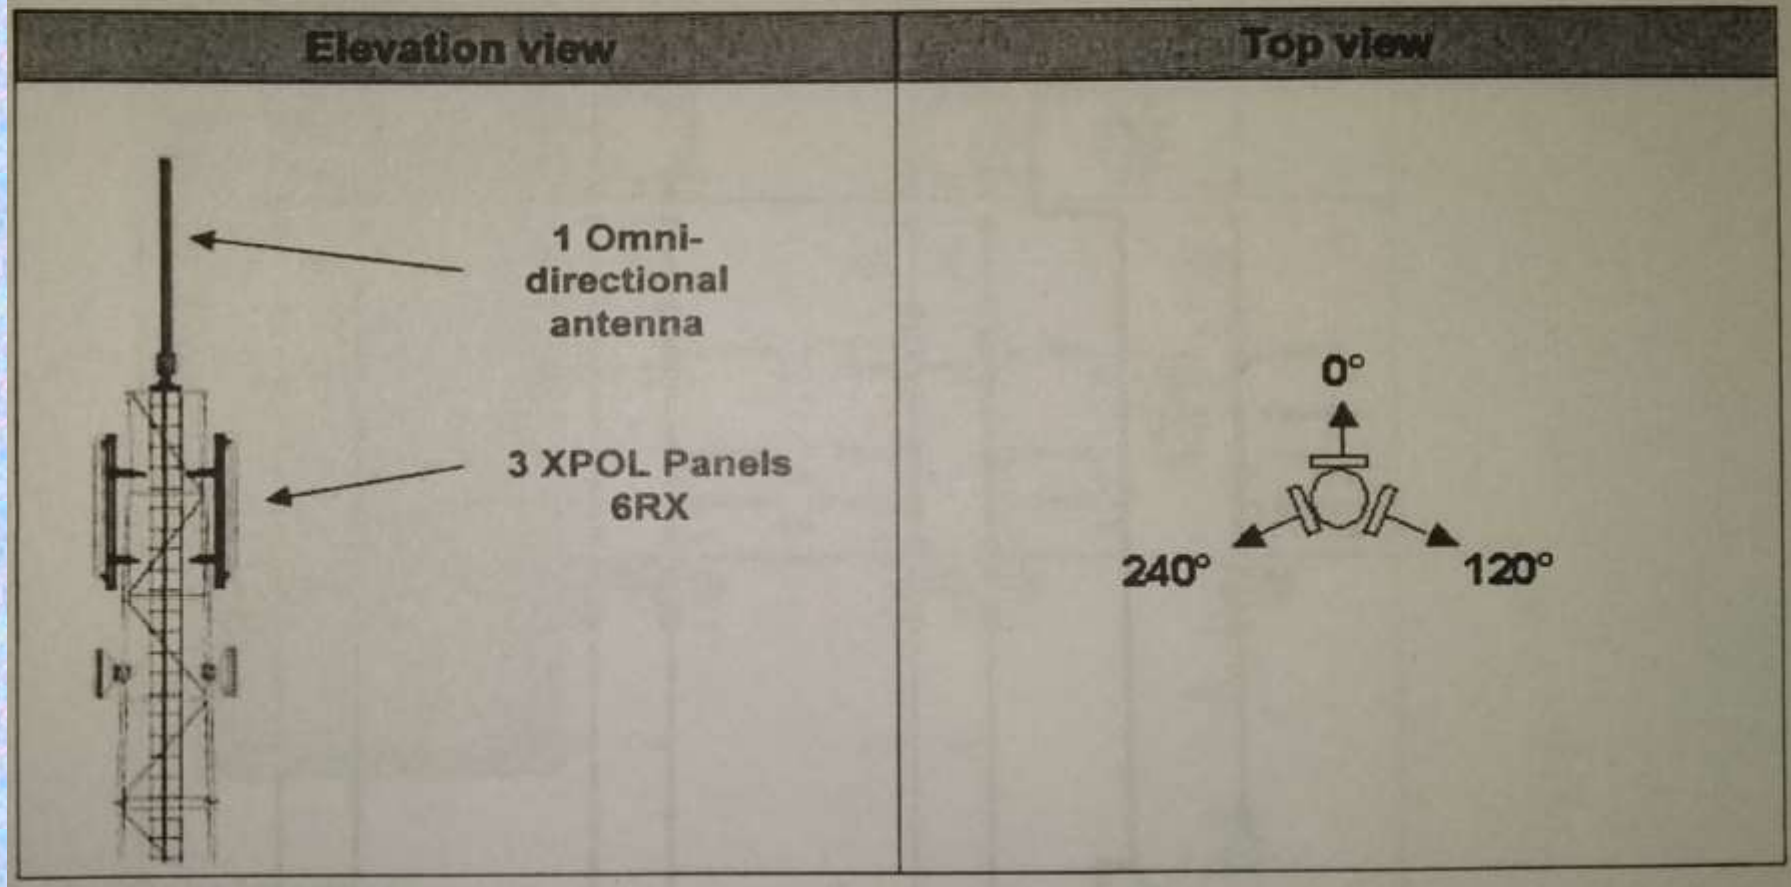 Elevation view
Top view
1 Omni-
directional
antenna
3 XPOL Panels
6RX
0°
240°
120°